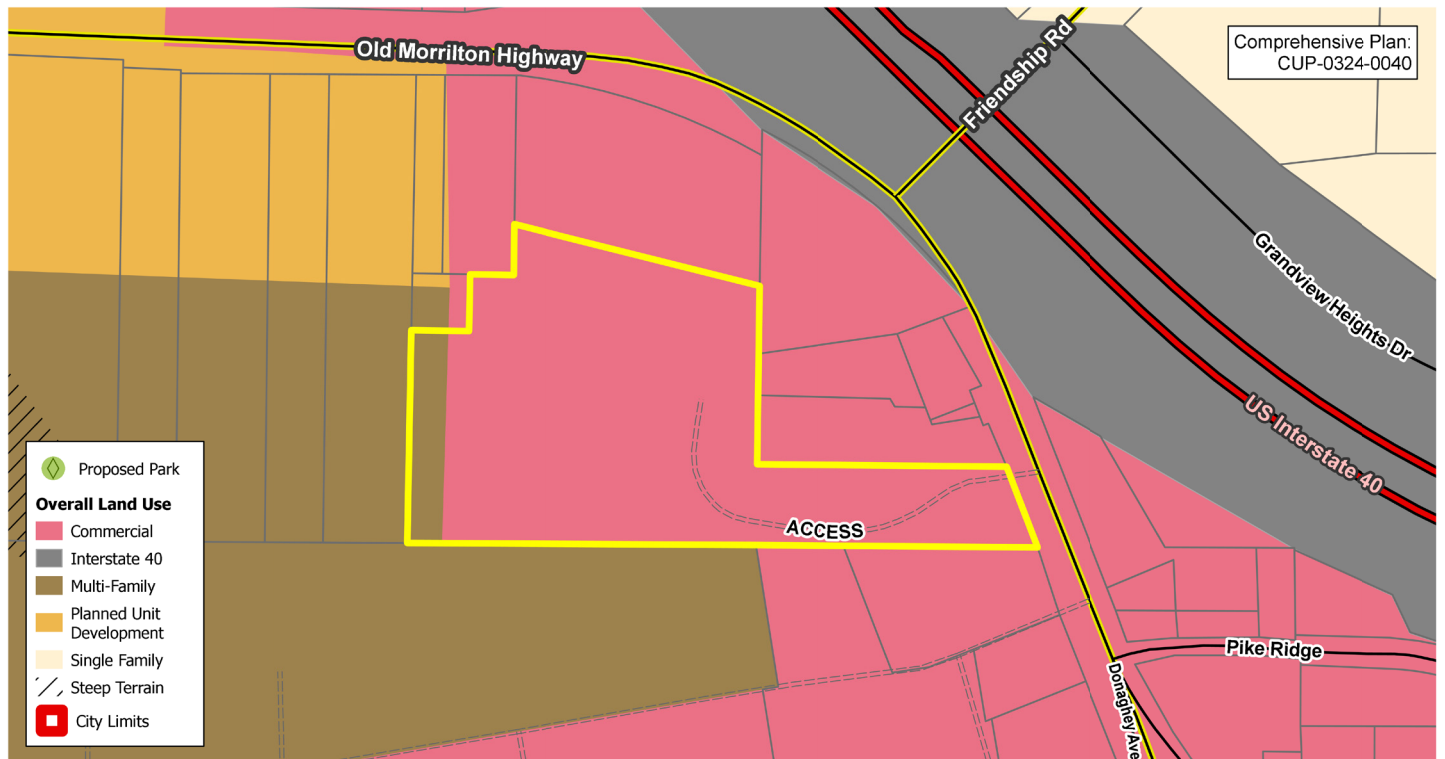 Old Morrilton Highway
Friendship Rd
Comprehensive Plan:
CUP-0324-0040
Grandview Heights Dr
US Interstate 40
ACCESS
Pike Ridge
Donaghey Ave
Proposed Park
Overall Land Use
Commercial
Interstate 40
Multi-Family
Planned Unit
Development
Single Family
Steep Terrain
City Limits